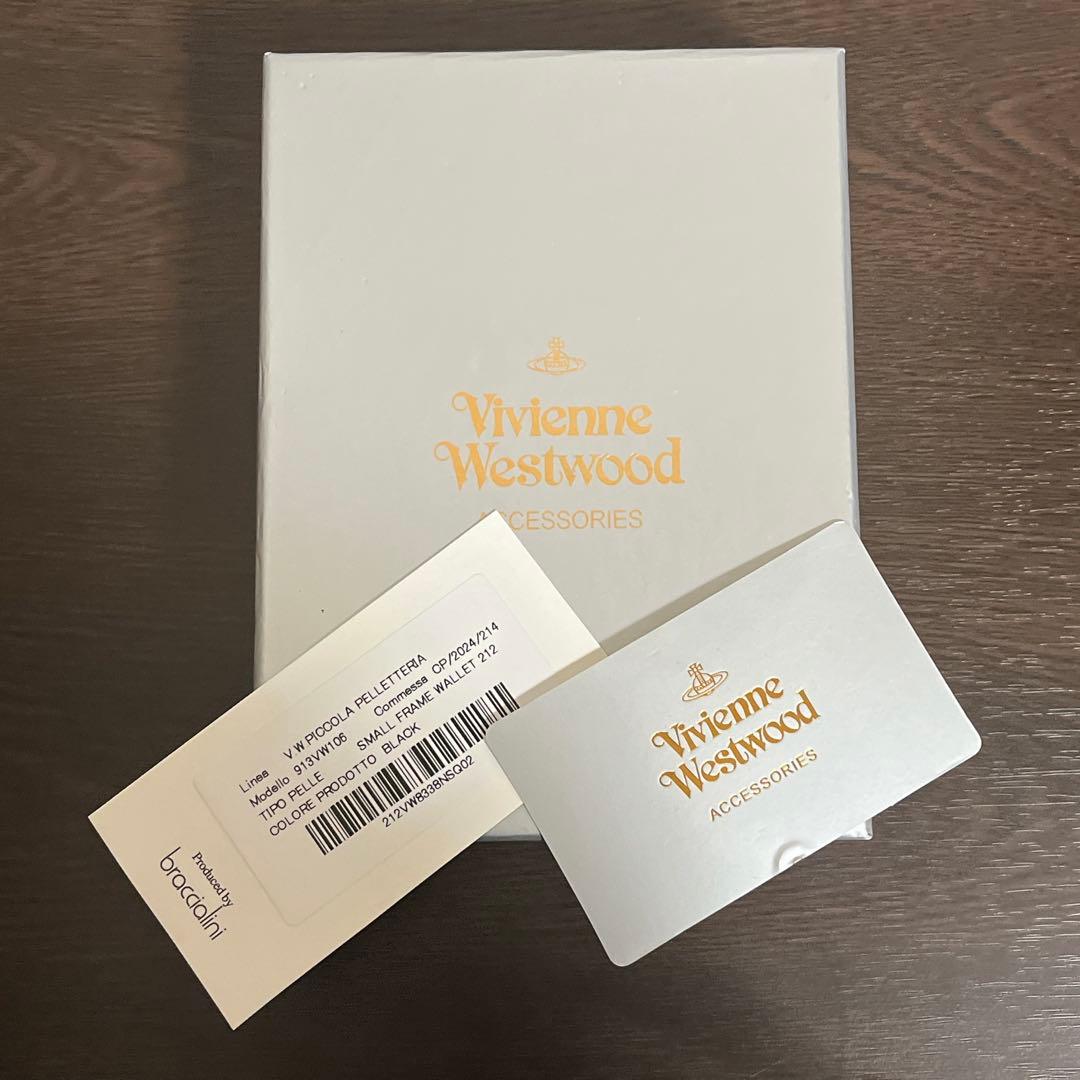 Vivienne
Westwood
ACCESSORIES
Linea V.W.PICCOLA PELLETTERIA
Modello 913VW106 Commessa OP/2024/214
TIPO PELLE SMALL FRAME WALLET 212
COLORE PRODOTTO BLACK
212VW8338NSQ02
Produced by
braccialini
Vivienne
Westwood
ACCESSORIES